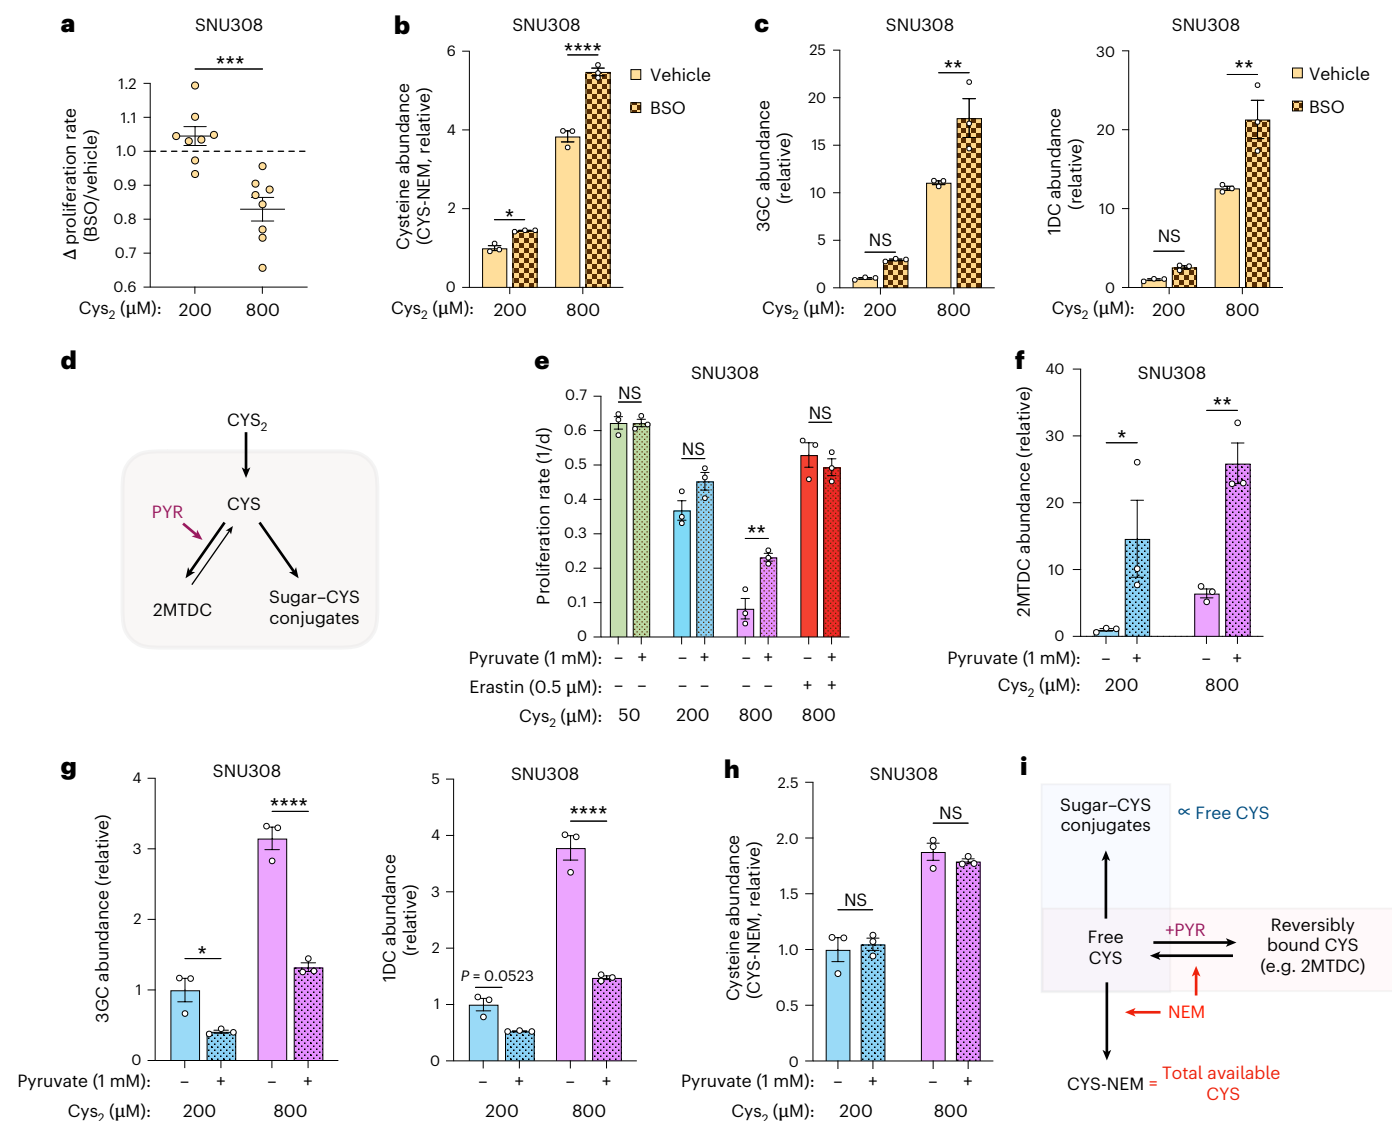 a
SNU308
***
Δ proliferation rate
(BSO/vehicle)
1.2
1.1
1.0
0.9
0.8
0.7
0.6
Cys2 (μM):
200
800
b
SNU308
****
*
Cysteine abundance
(CYS-NEM, relative)
6
4
2
0
Cys2 (μM):
200
800
Vehicle
BSO
c
SNU308
**
NS
3GC abundance
(relative)
25
20
15
10
5
0
Cys2 (μM):
200
800
SNU308
**
NS
1DC abundance
(relative)
30
20
10
0
Cys2 (μM):
200
800
Vehicle
BSO
d
CYS2
CYS
PYR
2MTDC
Sugar–CYS
conjugates
e
SNU308
NS
NS
**
NS
Proliferation rate (1/d)
0.7
0.6
0.5
0.4
0.3
0.2
0.1
0
Pyruvate (1 mM): – + – + – + – +
Erastin (0.5 μM): – – – – – – + +
Cys2 (μM): 50 200 800 800
f
SNU308
*
**
2MTDC abundance (relative)
40
30
20
10
0
Pyruvate (1 mM): – + – +
Cys2 (μM): 200 800
g
SNU308
*
****
3GC abundance (relative)
4
3
2
1
0
Pyruvate (1 mM): – + – +
Cys2 (μM): 200 800
SNU308
P = 0.0523
****
1DC abundance
(relative)
5
4
3
2
1
0
– + – +
200 800
h
SNU308
NS
NS
Cysteine abundance
(CYS-NEM, relative)
2.5
2.0
1.5
1.0
0.5
0
Pyruvate (1 mM): – + – +
Cys2 (μM): 200 800
i
Sugar–CYS
conjugates
∝ Free CYS
Free
CYS
+PYR
Reversibly
bound CYS
(e.g. 2MTDC)
NEM
CYS-NEM = Total available
CYS